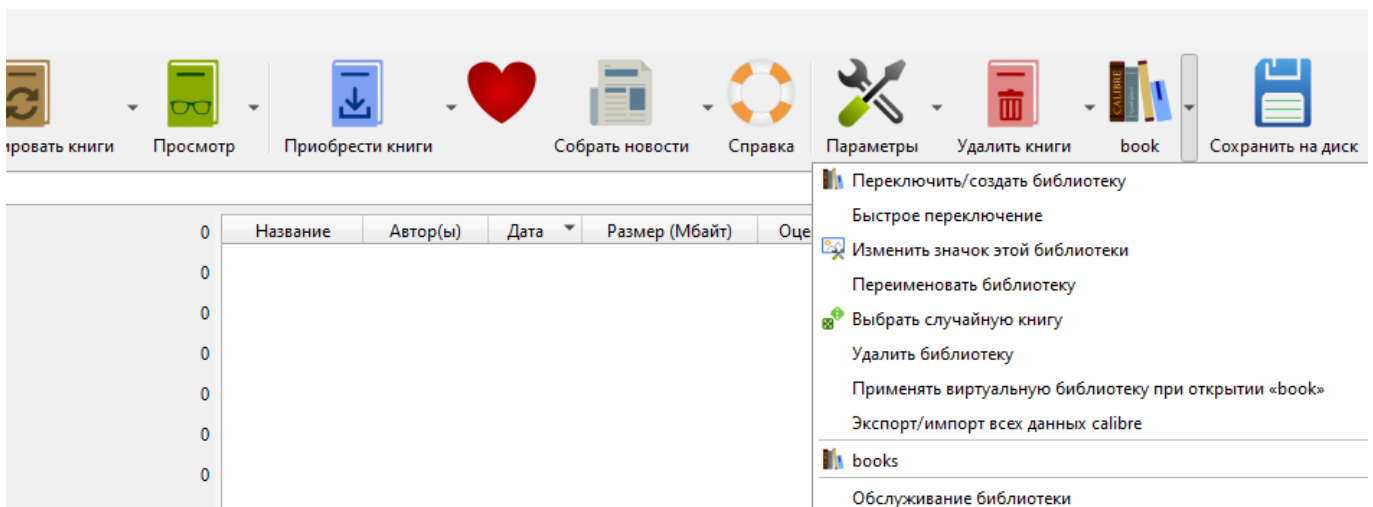 ировать книги Просмотр Приобрести книги Собрать новости Справка Параметры Удалить книги book Сохранить на диск
CALIBRE
Переключить/создать библиотеку
Быстрое переключение
0 Название Автор(ы) Дата Размер (Мбайт) Оце
Изменить значок этой библиотеки
0
Переименовать библиотеку
0
Выбрать случайную книгу
0
Удалить библиотеку
0
Применять виртуальную библиотеку при открытии «book»
0
Экспорт/импорт всех данных calibre
books
0
Обслуживание библиотеки